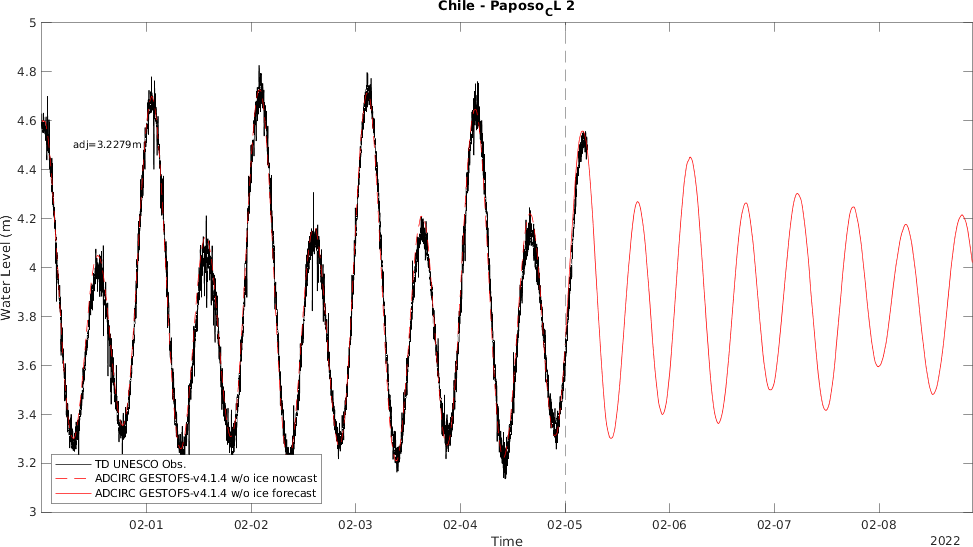 Chile - Paposo_CL 2
5
4.8
4.6
adj=3.2279m
4.4
4.2
4
3.8
3.6
3.4
3.2
3
Water Level (m)
TD UNESCO Obs.
ADCIRC GESTOFS-v4.1.4 w/o ice nowcast
ADCIRC GESTOFS-v4.1.4 w/o ice forecast
02-01 02-02 02-03 02-04 02-05 02-06 02-07 02-08
Time
2022